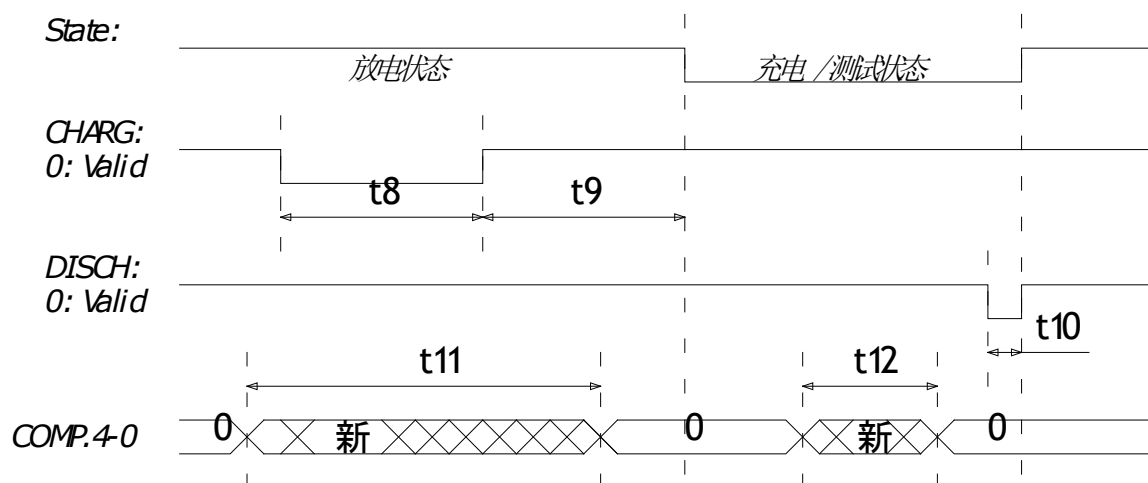 State:
放电状态
充电 /测试状态
CHARG:
0: Valid
t8
t9
DISCH:
0: Valid
t10
t11
t12
COMP.4-0
0
新
0
新
0